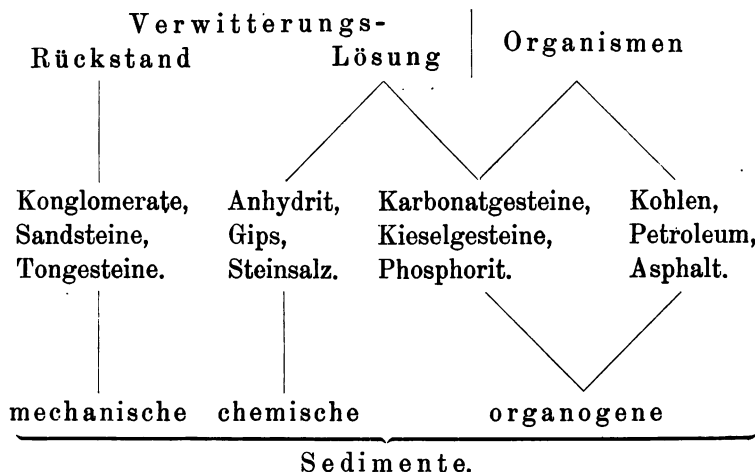 Verwitterungs-
Rückstand Lösung Organismen
Konglomerate, Anhydrit, Karbonatgesteine, Kohlen,
Sandsteine, Gips, Kieselgesteine, Petroleum,
Tongesteine. Steinsalz. Phosphorit. Asphalt.
mechanische chemische organogene
Sedimente.